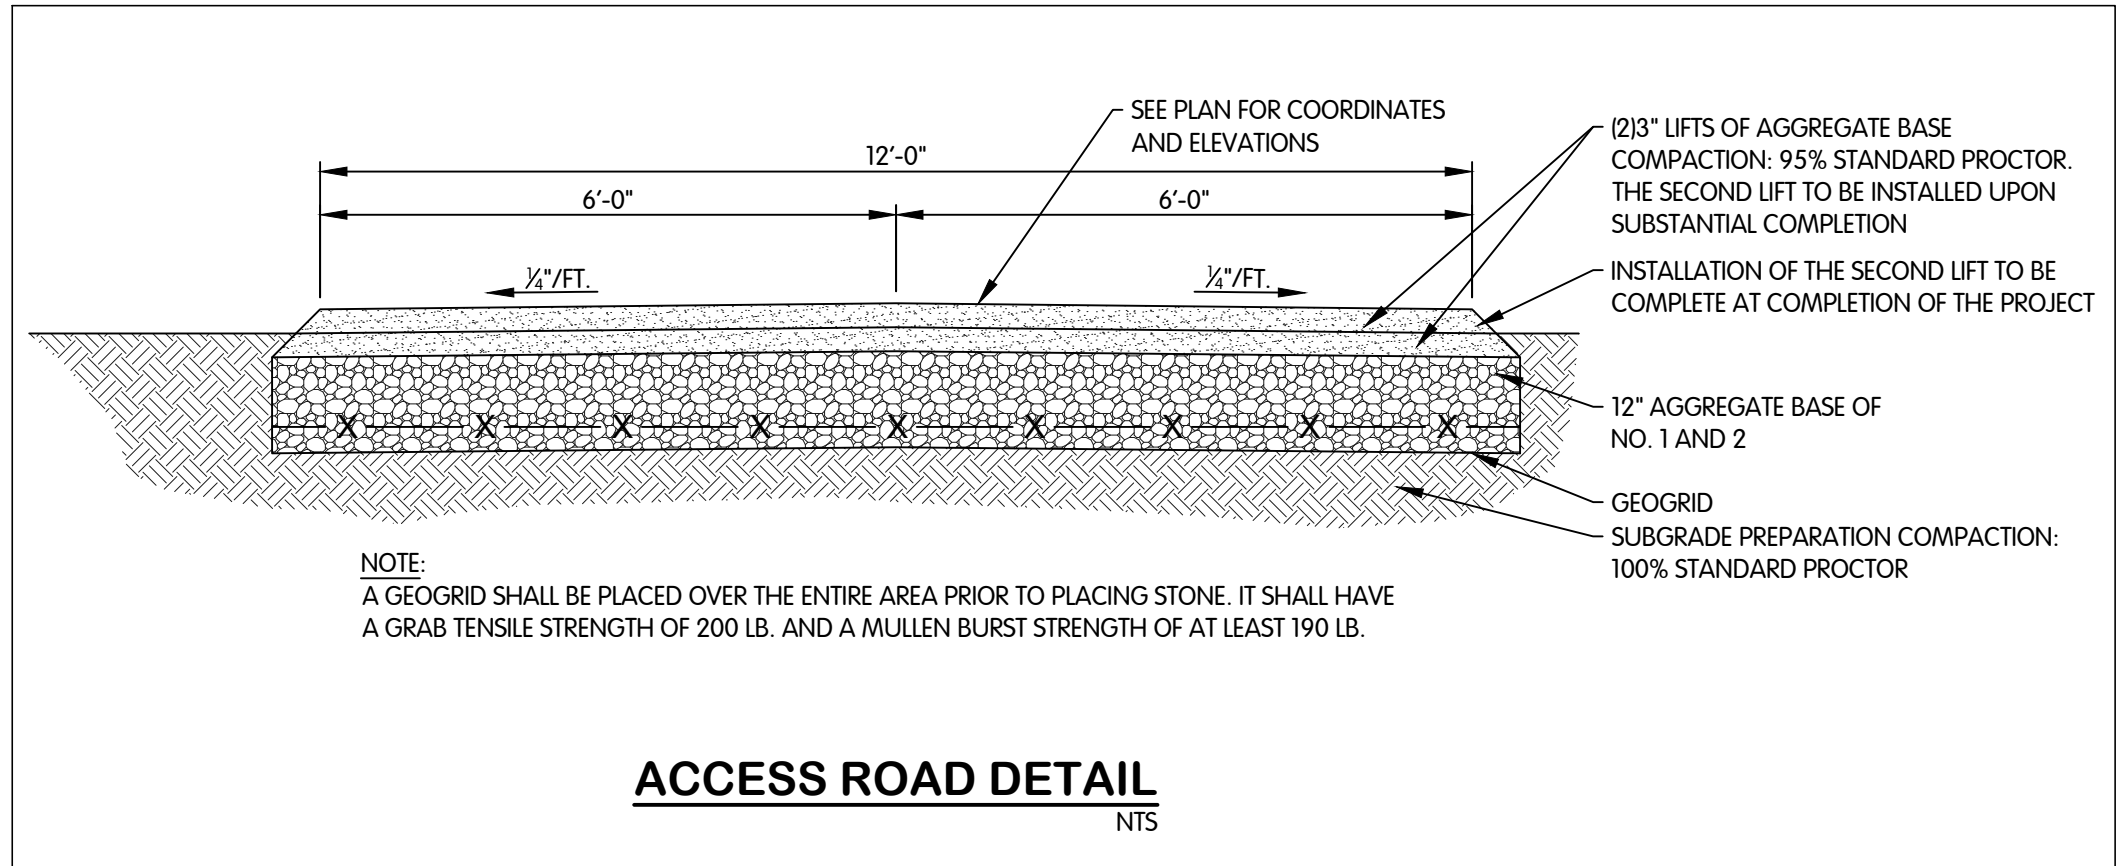 SEE PLAN FOR COORDINATES
AND ELEVATIONS
12'-0"
6'-0"
6'-0"
¼"/FT.
¼"/FT.
(2)3" LIFTS OF AGGREGATE BASE
COMPACTION: 95% STANDARD PROCTOR.
THE SECOND LIFT TO BE INSTALLED UPON
SUBSTANTIAL COMPLETION
INSTALLATION OF THE SECOND LIFT TO BE
COMPLETE AT COMPLETION OF THE PROJECT
12" AGGREGATE BASE OF
NO. 1 AND 2
X X X X X X X X X
GEOGRID
SUBGRADE PREPARATION COMPACTION:
100% STANDARD PROCTOR
NOTE:
A GEOGRID SHALL BE PLACED OVER THE ENTIRE AREA PRIOR TO PLACING STONE. IT SHALL HAVE
A GRAB TENSILE STRENGTH OF 200 LB. AND A MULLEN BURST STRENGTH OF AT LEAST 190 LB.
ACCESS ROAD DETAIL
NTS